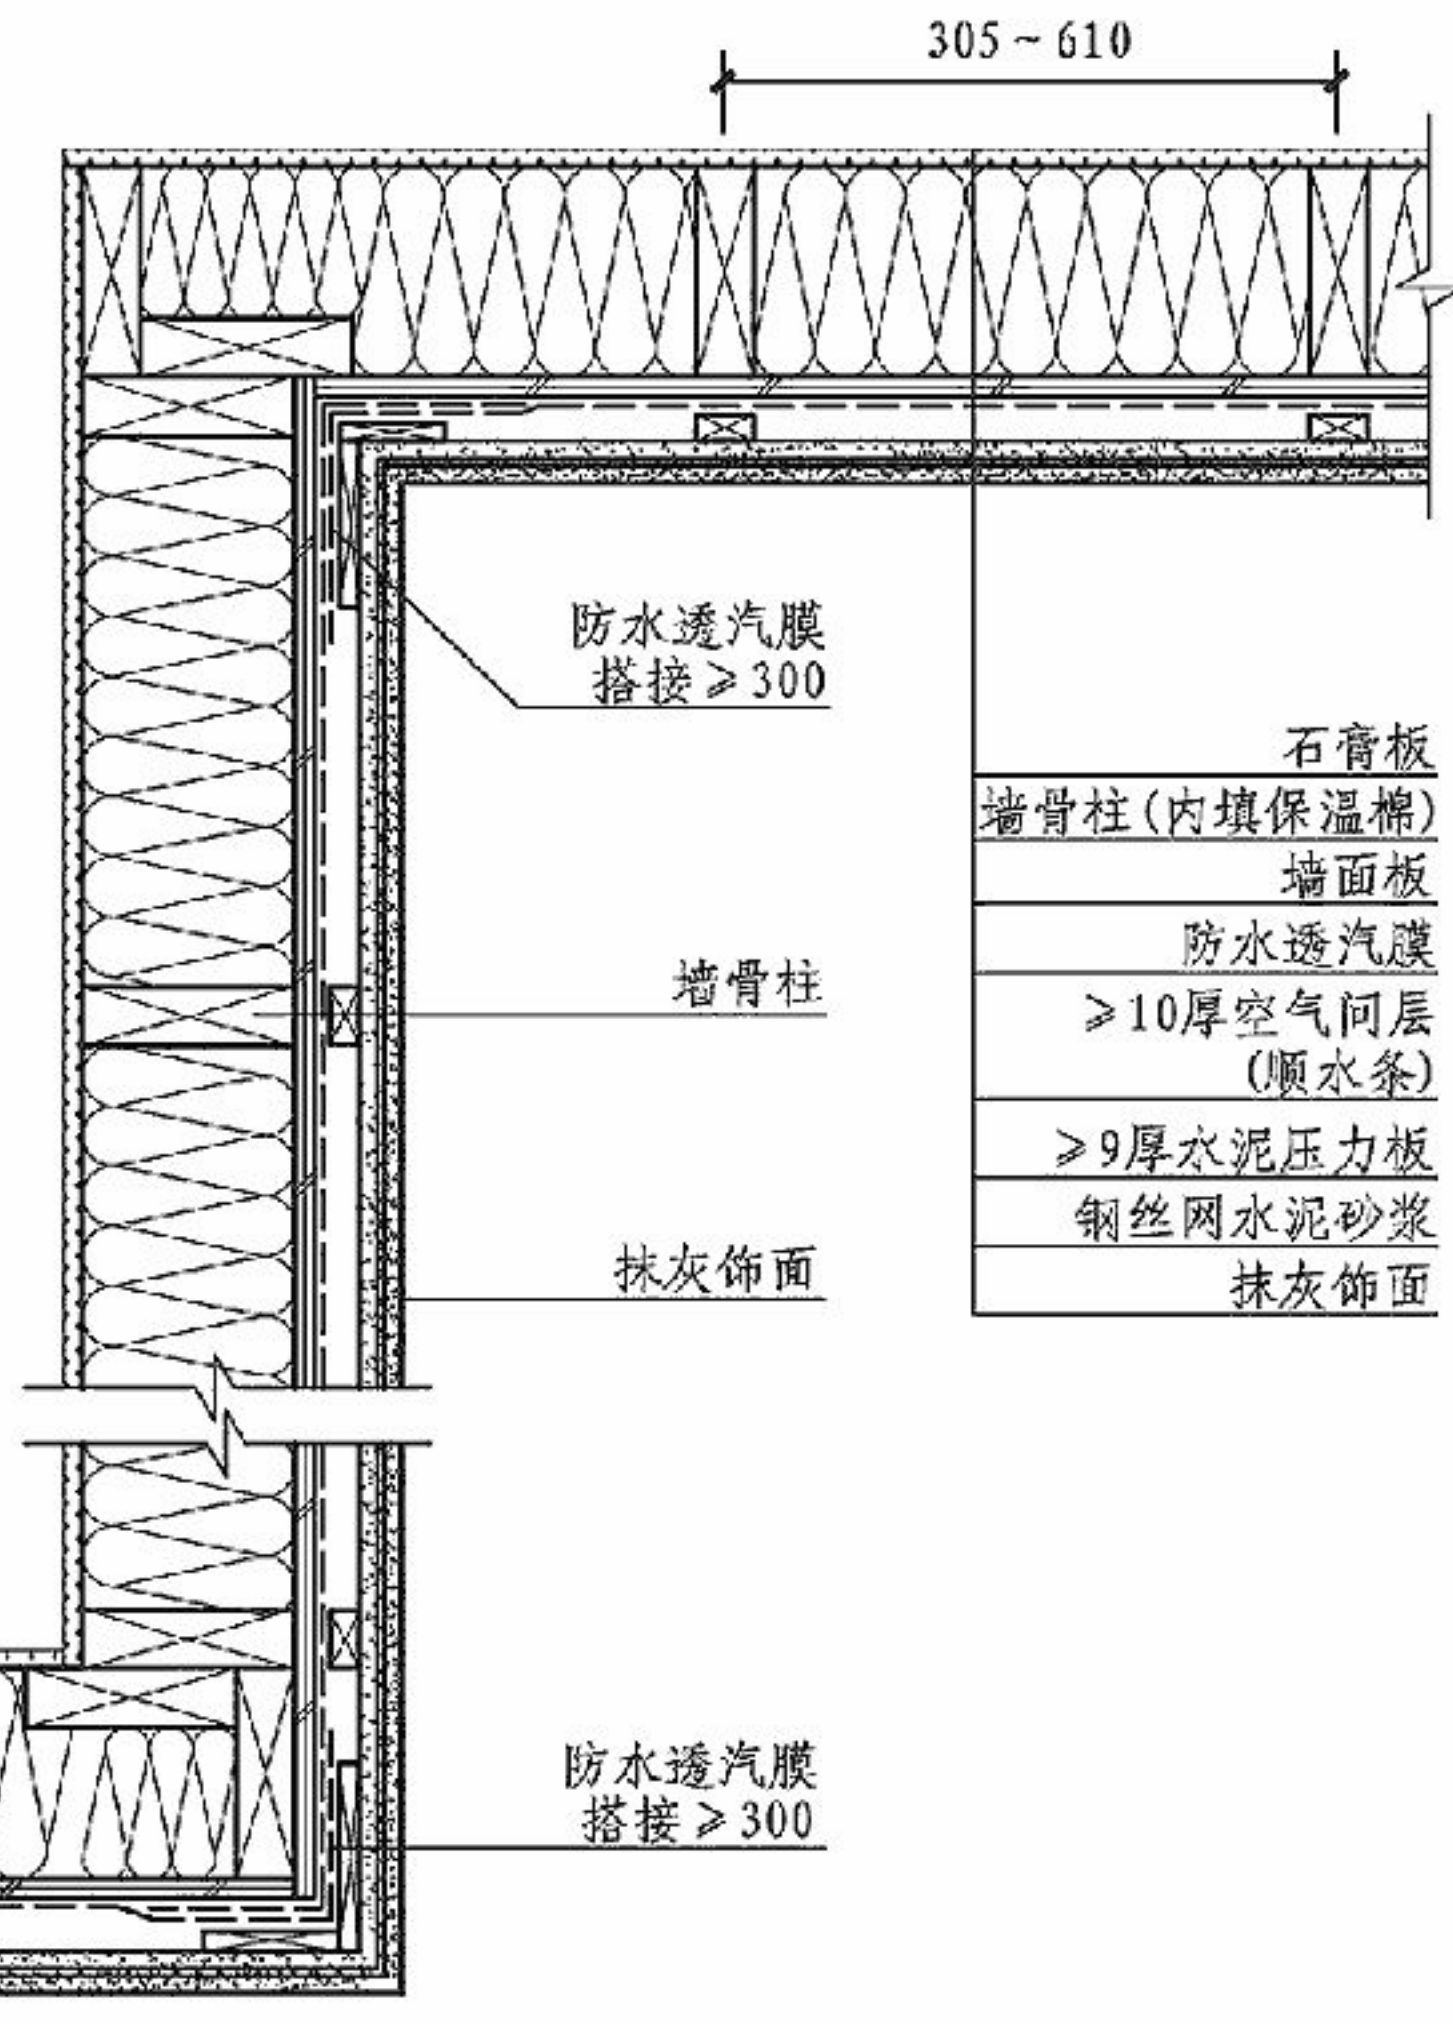 305~610
防水透汽膜
搭接≥300
石膏板
墙骨柱(内填保温棉)
墙面板
防水透汽膜
墙骨柱
≥10厚空气间层
(顺水条)
≥9厚水泥压力板
钢丝网水泥砂浆
抹灰饰面
抹灰饰面
防水透汽膜
搭接≥300